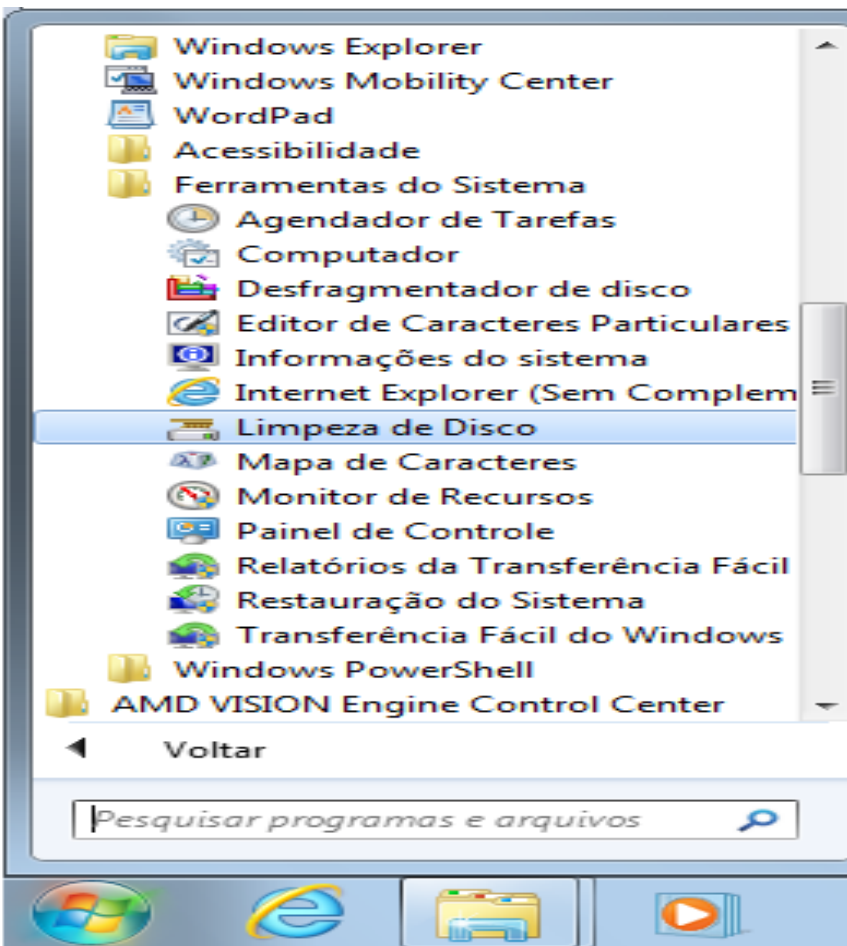 Windows Explorer
Windows Mobility Center
WordPad
Acessibilidade
Ferramentas do Sistema
Agendador de Tarefas
Computador
Desfragmentador de disco
Editor de Caracteres Particulares
Informações do sistema
Internet Explorer (Sem Complem
Limpeza de Disco
Mapa de Caracteres
Monitor de Recursos
Painel de Controle
Relatórios da Transferência Fácil
Restauração do Sistema
Transferência Fácil do Windows
Windows PowerShell
AMD VISION Engine Control Center
Voltar
Pesquisar programas e arquivos